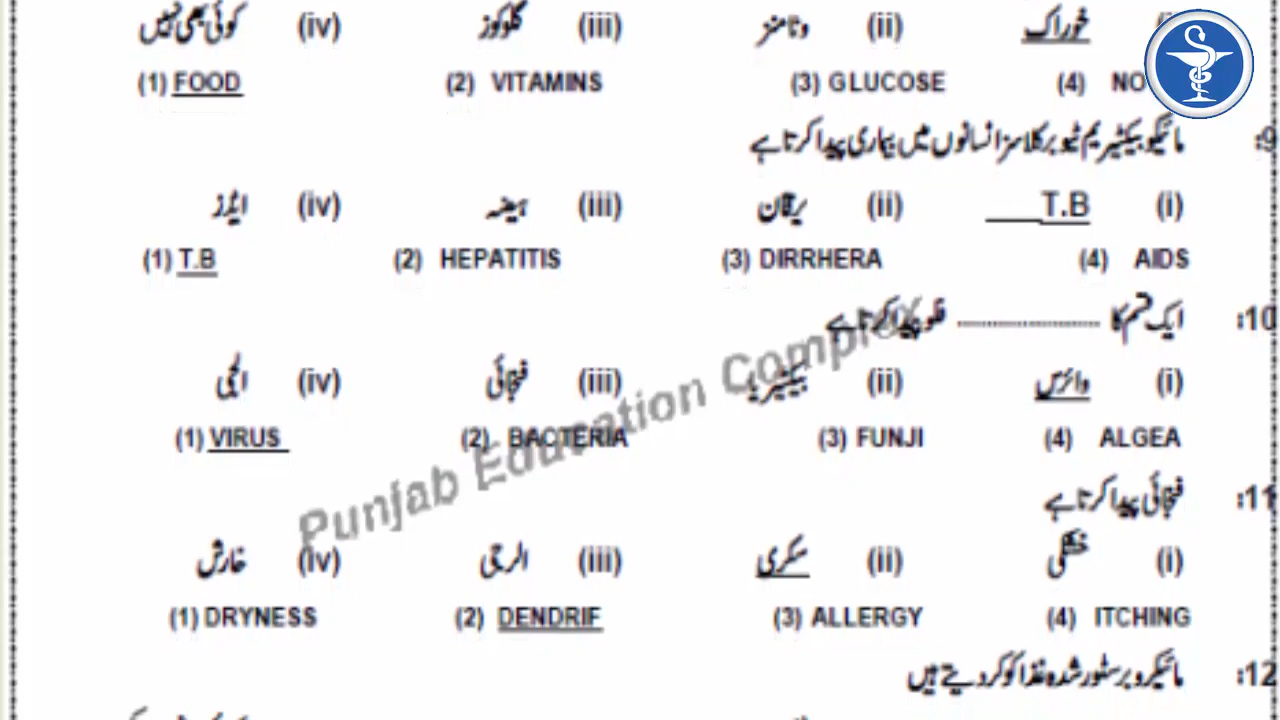 خوراک (ii) وٹامنز (iii) گلوکوز (iv) کوئی بھی نہیں
(1) FOOD (2) VITAMINS (3) GLUCOSE (4) NO
9: مائیکو بیکٹیریم ٹیوبرکلاسز انسانوں میں بیماری پیدا کرتا ہے
(i) T.B (ii) یرقان (iii) ہیضہ (iv) ایڈز
(1) T.B (2) HEPATITIS (3) DIRRHERA (4) AIDS
10: ایک قسم کا .................... فلو پیدا کرتا ہے
(i) وائرس (ii) بیکٹیریا (iii) فنجائی (iv) الجی
(1) VIRUS (2) BACTERIA (3) FUNJI (4) ALGEA
Punjab Education Complex
11: فنجائی پیدا کرتا ہے
(i) خشکی (ii) سکری (iii) الرجی (iv) خارش
(1) DRYNESS (2) DENDRIF (3) ALLERGY (4) ITCHING
12: مائیکروبز سٹور شدہ غذا کو کر دیتے ہیں